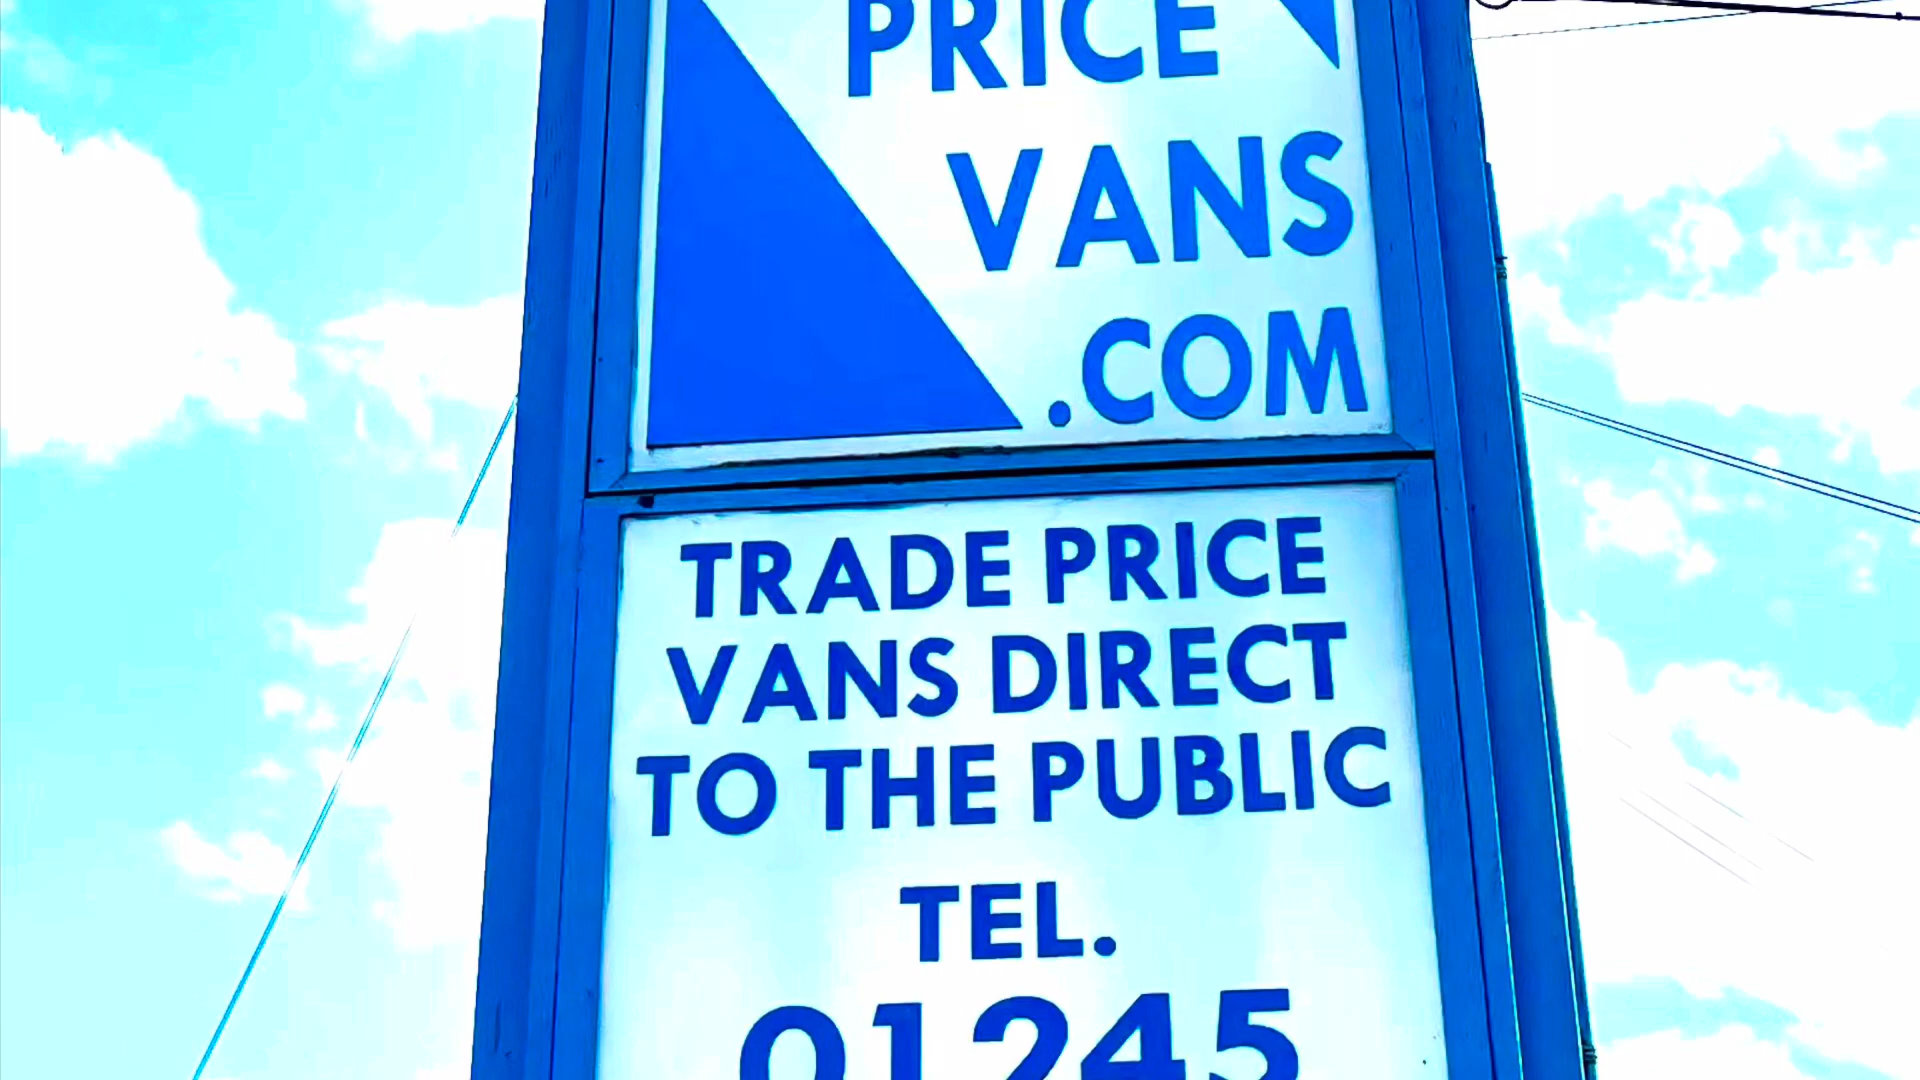 PRICE
VANS
.COM
TRADE PRICE
VANS DIRECT
TO THE PUBLIC
TEL.
01245